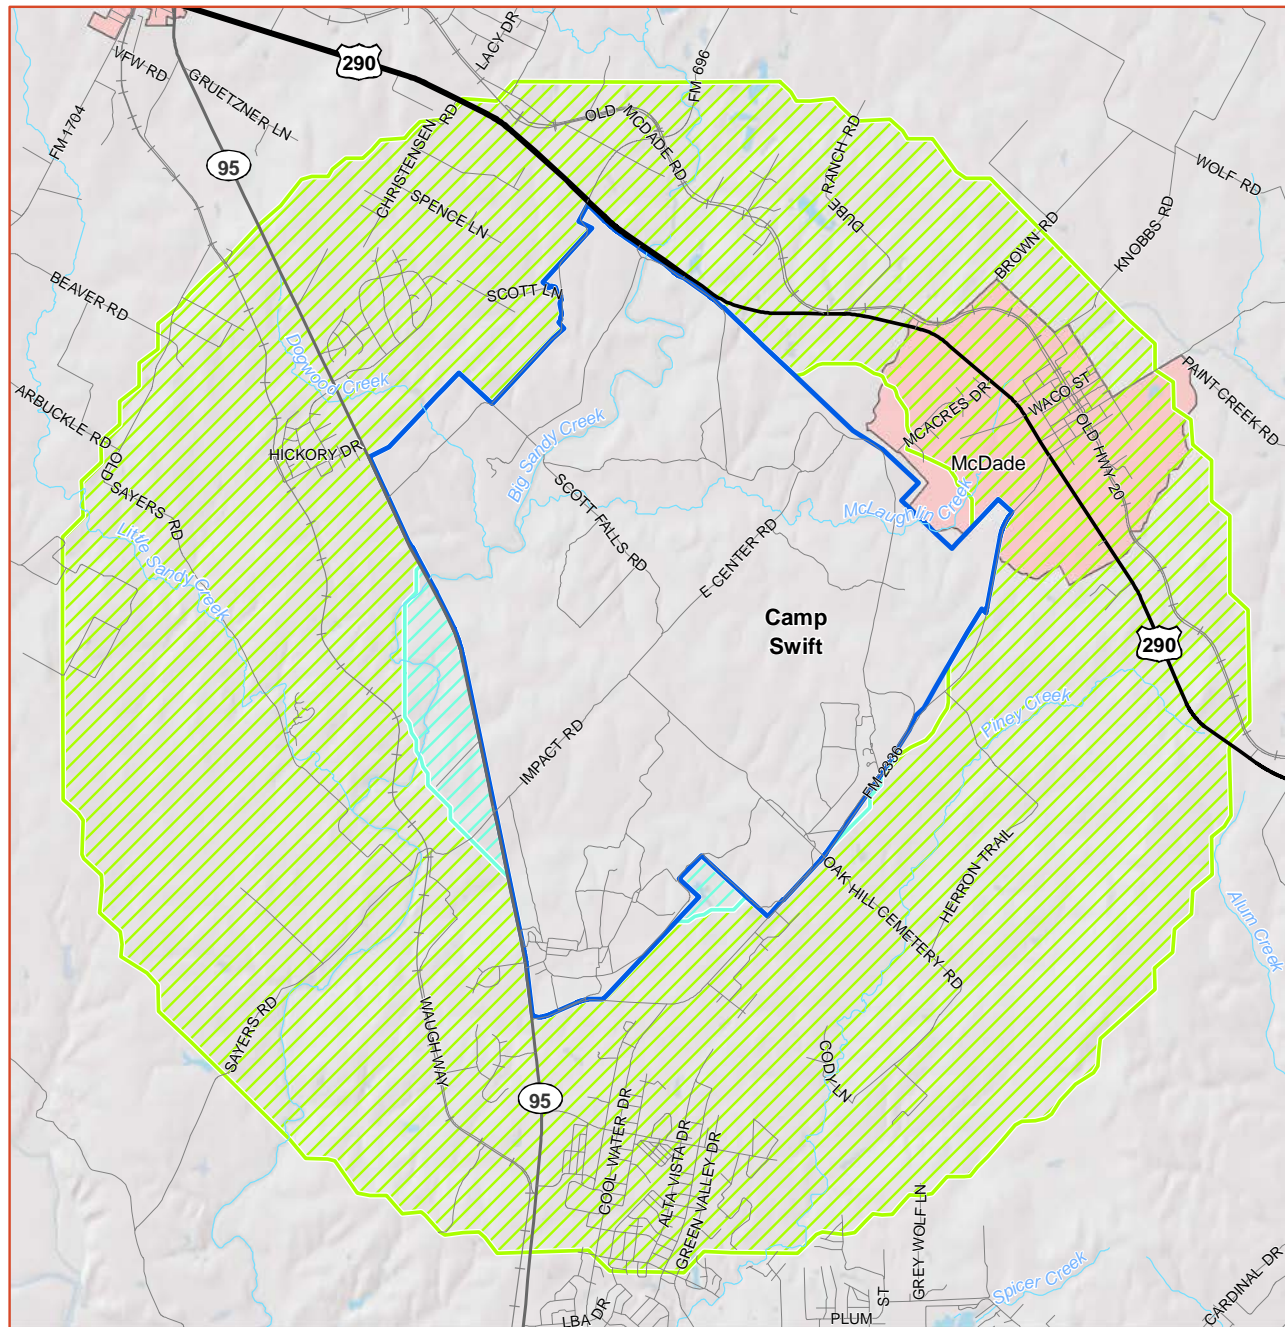 LACY DR
290
FM 696
VFW RD
GRUETZNER LN
FM 1704
OLD
MCDADE RD
CHRISTENSEN
RD
DUBE
RANCH RD
95
WOLF RD
SPENCE LN
KNOBBS RD
BROWN RD
BEAVER RD
SCOTT LN
Dogwood Creek
PAINT CREEK RD
ARBUCKLE RD
WACO ST
MCACRES DR
HICKORY DR
Big Sandy Creek
OLD HWY 20
McDade
OLD
SAYERS RD
SCOTT FALLS RD
McLaughlin Creek
E CENTER RD
Little Sandy Creek
Camp
Swift
290
Piney Creek
IMPACT RD
FM 2336
HERRON TRAIL
OAK HILL CEMETERY RD
Alum Creek
SAYERS RD
WAUGH WAY
CODY LN
95
COOL WATER DR
ALTA VISTA DR
GREEN VALLEY DR
GREY WOLF LN
Spicer Creek
CARDINAL DR
LBA DR
PLUM
ST